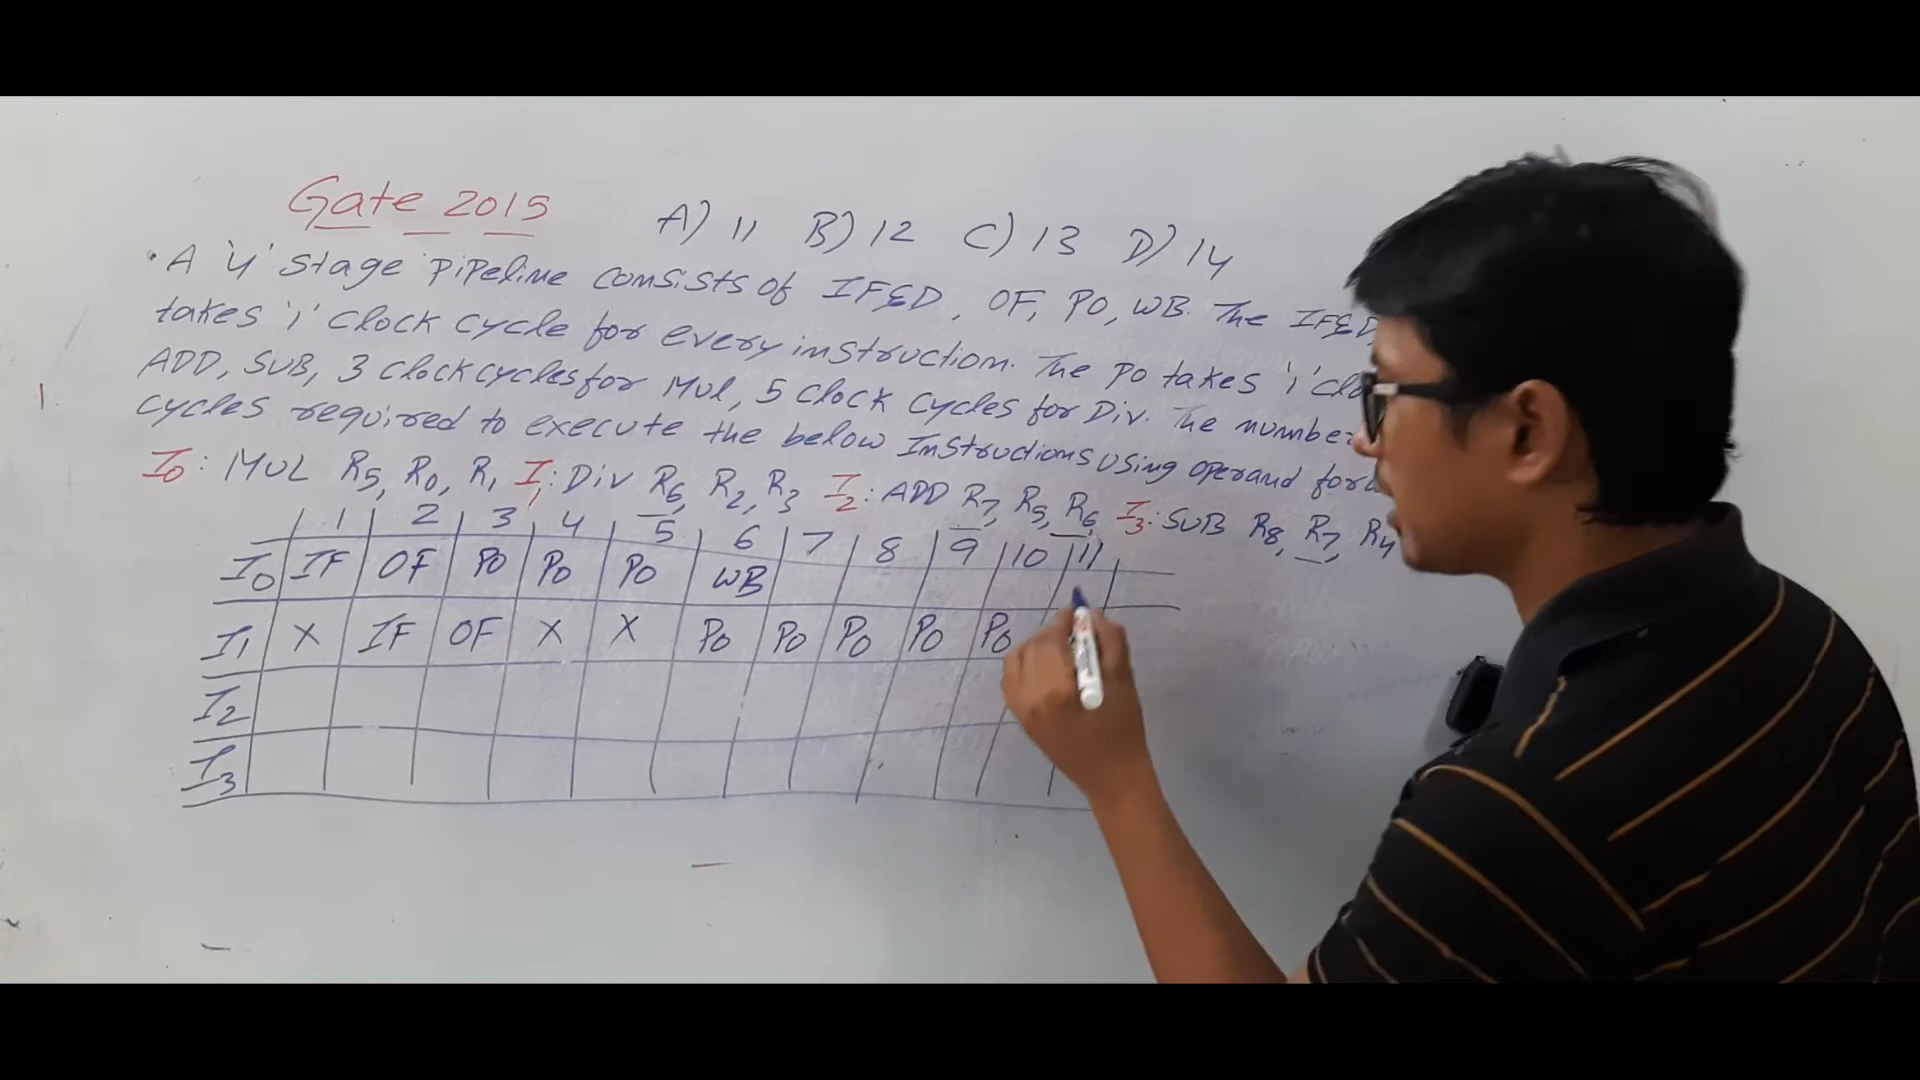 Gate 2015
A) 11 B) 12 C) 13 D) 14
A '4' stage pipeline consists of IF&D, OF, PO, WB. The IF&D,
takes '1' clock cycle for every instruction. The PO takes '1' clo
ADD, SUB, 3 clock cycles for Mul, 5 clock cycles for Div. The number
cycles required to execute the below Instructions using operand forw
I0: MUL R5, R0, R1 I1: Div R6, R2, R3 I2: ADD R7, R5, R6, I3: SUB R8, R7, R4
1 2 3 4 5 6 7 8 9 10 11
I0 IF OF PO PO PO WB
I1 X IF OF X X PO PO PO PO PO
I2
I3